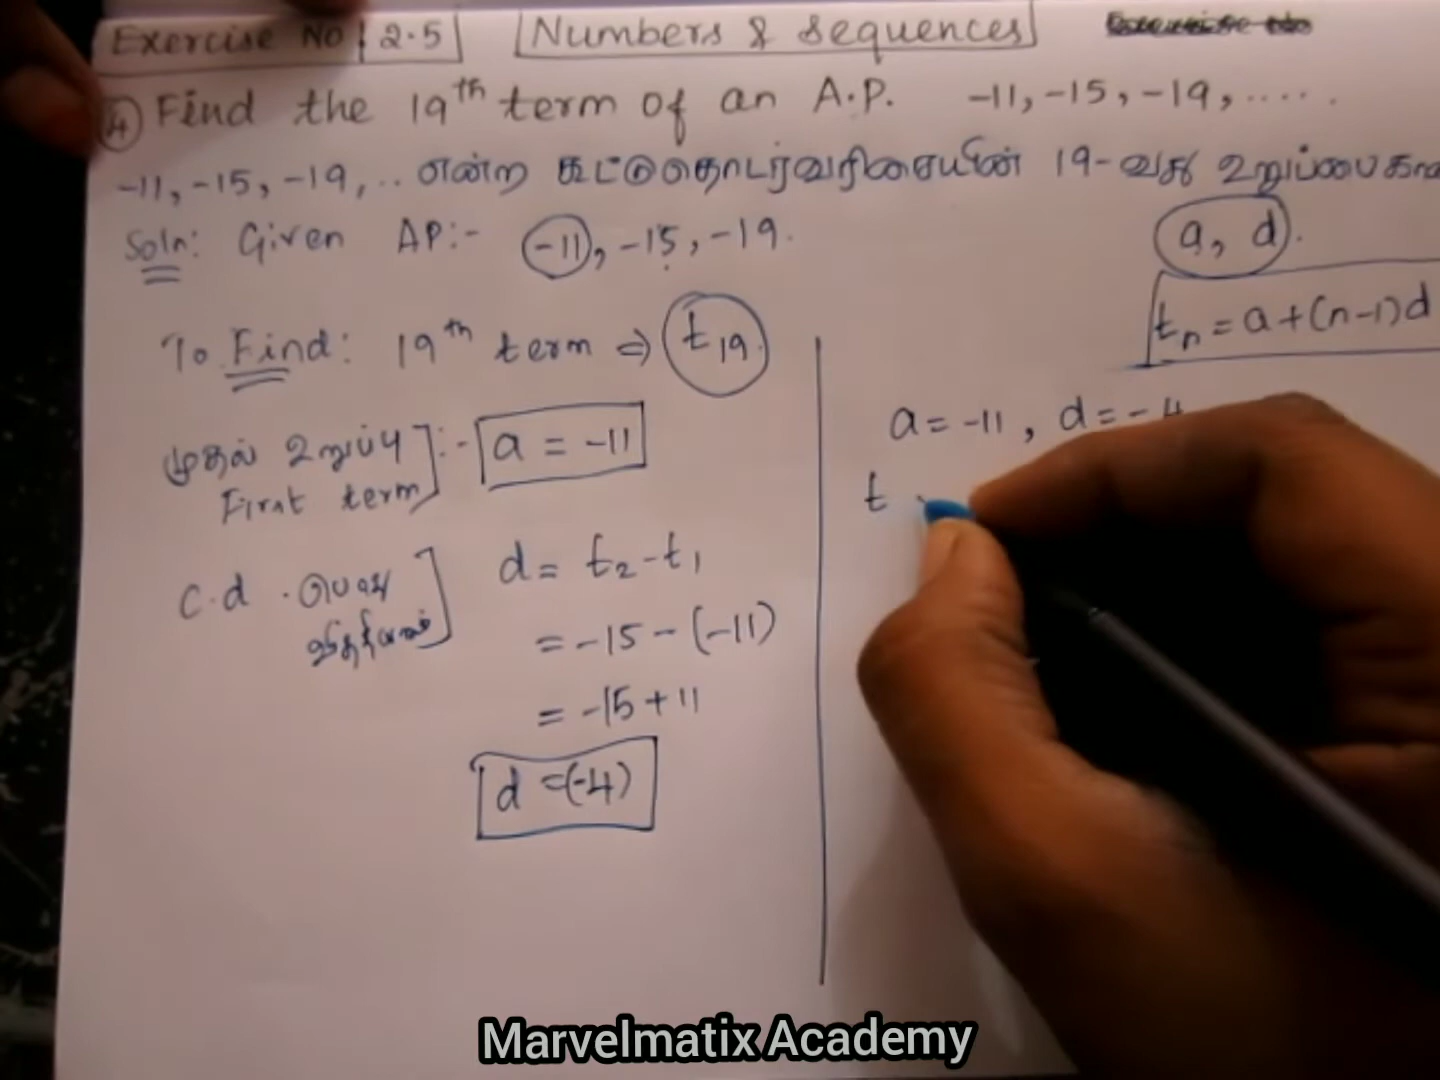 Exercise No: 2.5 Numbers & Sequences
4) Find the 19th term of an A.P. -11, -15, -19, .....
-11, -15, -19, .. என்ற கூட்டுத்தொடர்வரிசையின் 19-வது உறுப்பை
Soln: Given AP:- -11, -15, -19.
a, d.
tn = a+(n-1)d
To Find: 19th term ⇒ t19.
முதல் உறுப்பு
First term ]:- a = -11
C.d . பொது
வித்தியாசம் ]
d = t2 - t1
= -15 - (-11)
= -15 + 11
d = (-4)
a = -11, d = -4
t
Marvelmatix Academy